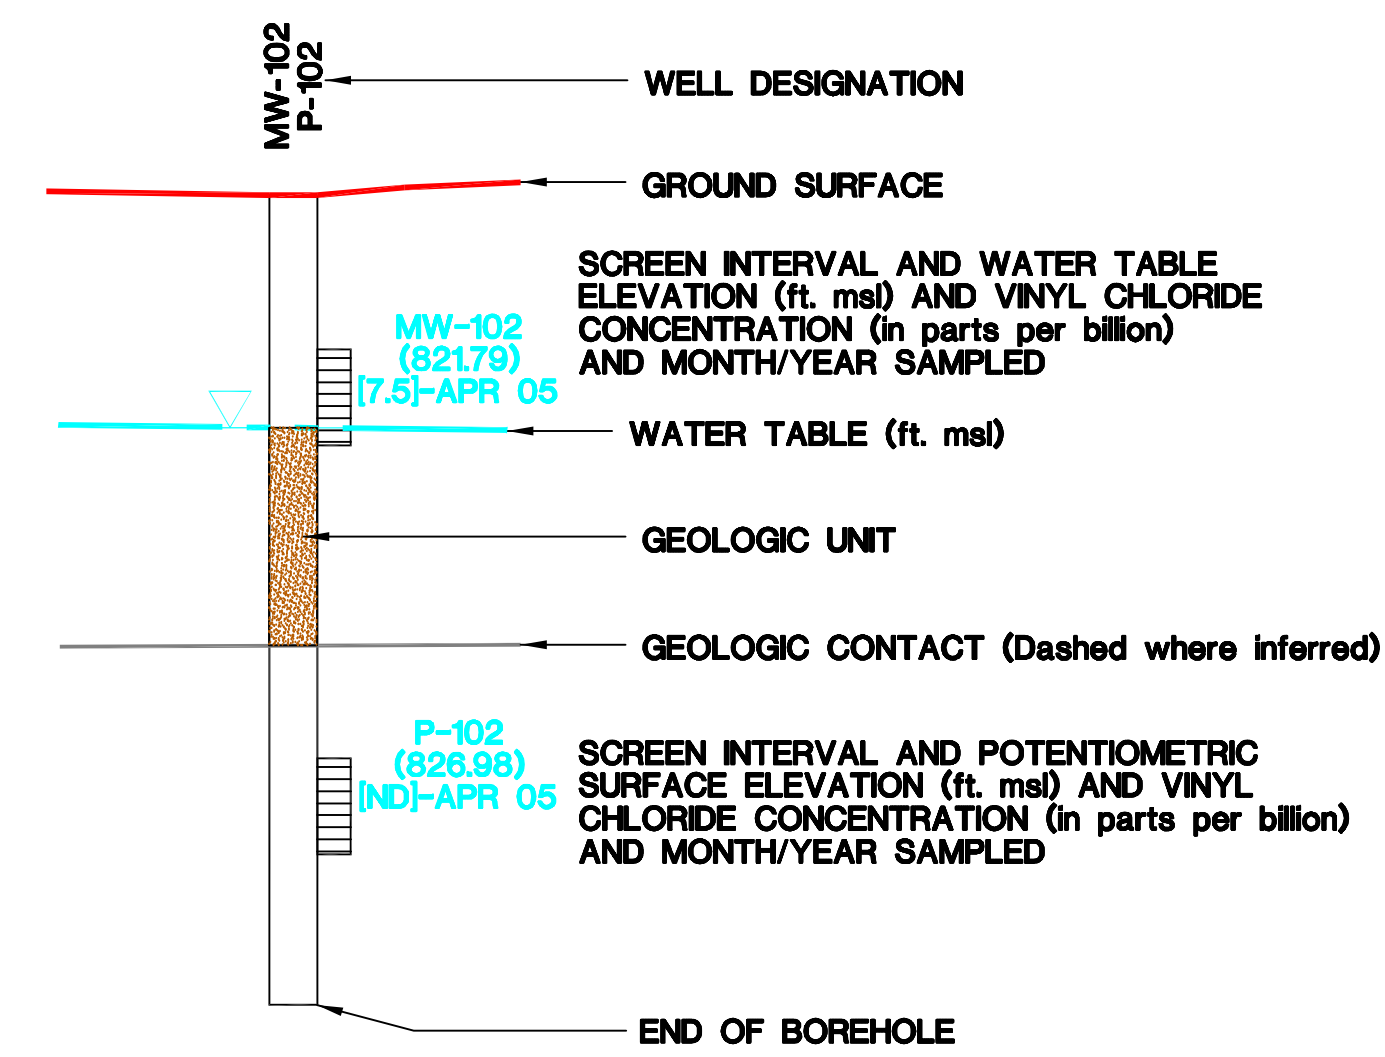 MW-102
P-102
WELL DESIGNATION
GROUND SURFACE
SCREEN INTERVAL AND WATER TABLE
ELEVATION (ft. msl) AND VINYL CHLORIDE
CONCENTRATION (in parts per billion)
AND MONTH/YEAR SAMPLED
MW-102
(821.79)
[7.5]-APR 05
WATER TABLE (ft. msl)
GEOLOGIC UNIT
GEOLOGIC CONTACT (Dashed where inferred)
P-102
(826.98)
[ND]-APR 05
SCREEN INTERVAL AND POTENTIOMETRIC
SURFACE ELEVATION (ft. msl) AND VINYL
CHLORIDE CONCENTRATION (in parts per billion)
AND MONTH/YEAR SAMPLED
END OF BOREHOLE